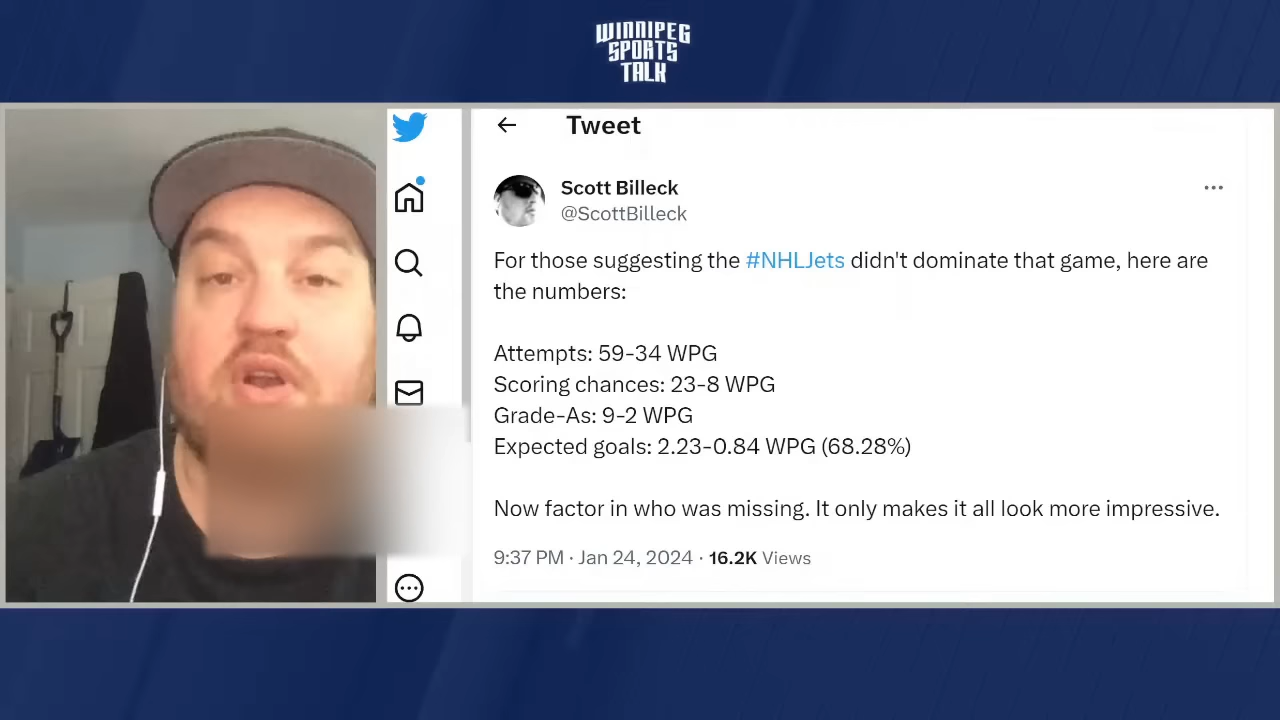 WINNIPEG
SPORTS
TALK
Tweet
Scott Billeck
@ScottBilleck
For those suggesting the #NHLJets didn't dominate that game, here are
the numbers:
Attempts: 59-34 WPG
Scoring chances: 23-8 WPG
Grade-As: 9-2 WPG
Expected goals: 2.23-0.84 WPG (68.28%)
Now factor in who was missing. It only makes it all look more impressive.
9:37 PM · Jan 24, 2024 · 16.2K Views